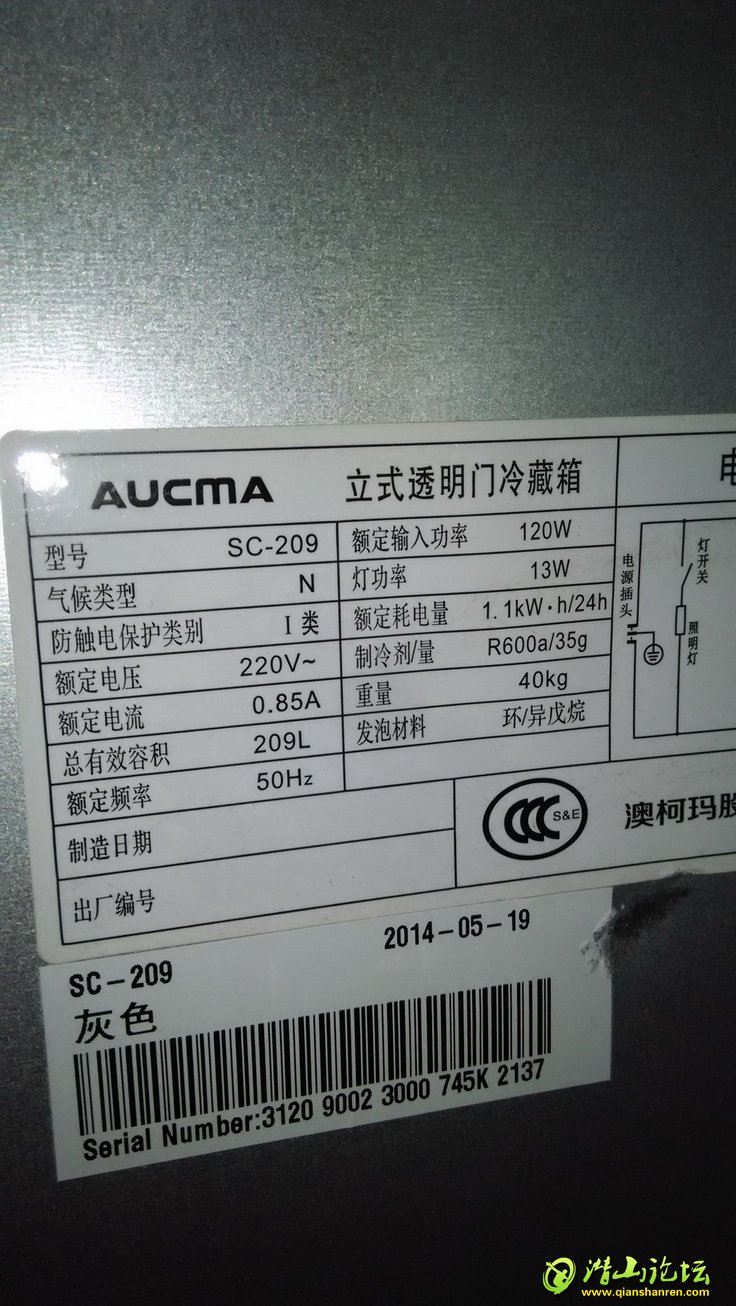 AUCMA 立式透明门冷藏箱
型号 SC-209
气候类型 N
防触电保护类别 I 类
额定电压 220V~
额定电流 0.85A
总有效容积 209L
额定频率 50Hz
制造日期
出厂编号
额定输入功率 120W
灯功率 13W
额定耗电量 1.1kW·h/24h
制冷剂/量 R600a/35g
重量 40kg
发泡材料 环/异戊烷
电
电源插头
灯开关
照明灯
S&E
澳柯玛股
2014-05-19
SC-209
灰色
Serial Number:3120 9002 3000 745K 2137
潜山论坛
www.qianshanren.com